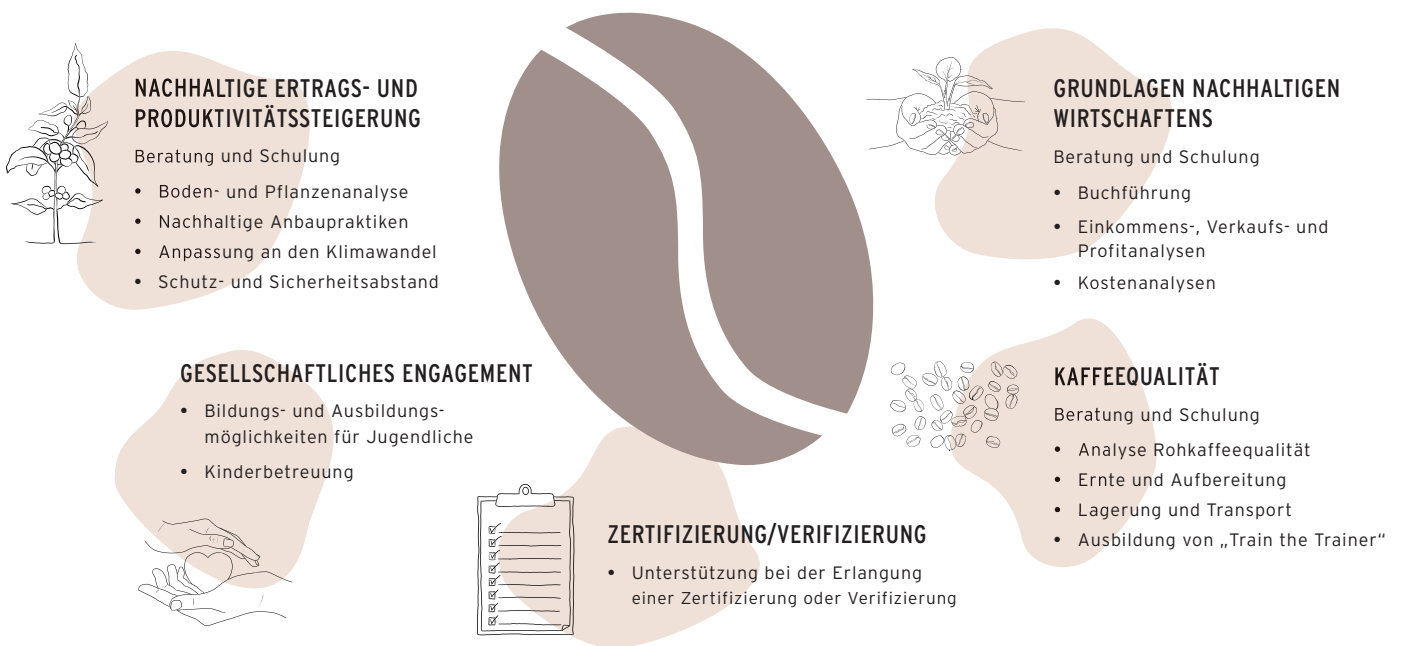 NACHHALTIGE ERTRAGS- UND
PRODUKTIVITÄTSSTEIGERUNG
Beratung und Schulung
• Boden- und Pflanzenanalyse
• Nachhaltige Anbaupraktiken
• Anpassung an den Klimawandel
• Schutz- und Sicherheitsabstand
GRUNDLAGEN NACHHALTIGEN
WIRTSCHAFTENS
Beratung und Schulung
• Buchführung
• Einkommens-, Verkaufs- und
Profitanalysen
• Kostenanalysen
GESELLSCHAFTLICHES ENGAGEMENT
• Bildungs- und Ausbildungs-
möglichkeiten für Jugendliche
• Kinderbetreuung
KAFFEEQUALITÄT
Beratung und Schulung
• Analyse Rohkaffeequalität
• Ernte und Aufbereitung
• Lagerung und Transport
• Ausbildung von „Train the Trainer“
ZERTIFIZIERUNG/VERIFIZIERUNG
• Unterstützung bei der Erlangung
einer Zertifizierung oder Verifizierung